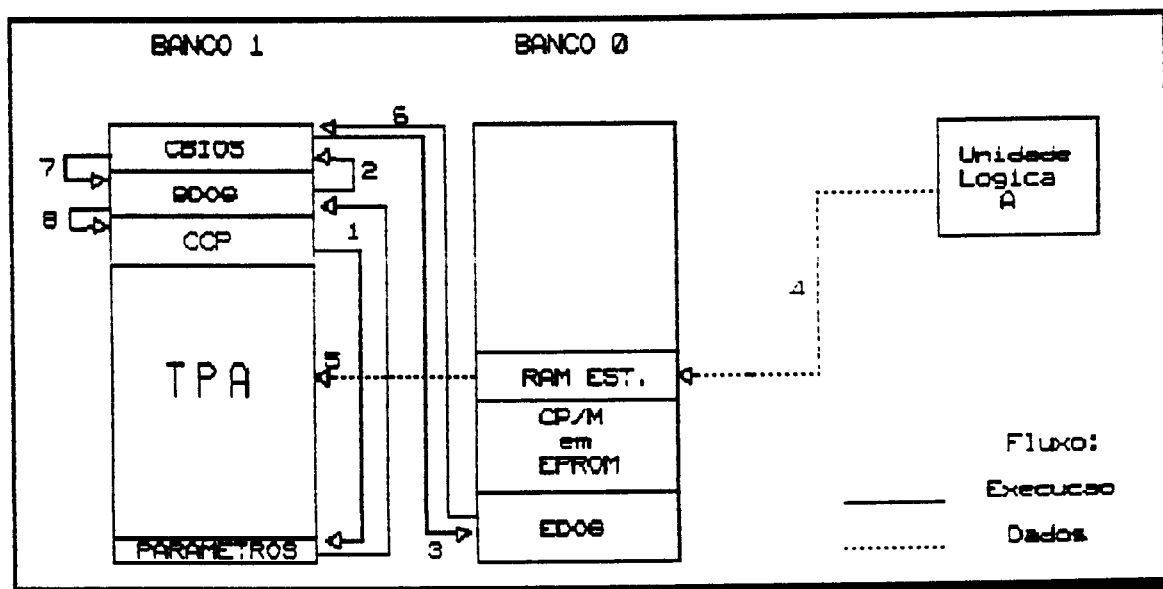 BANCO 1
BANCO 0
6
CBIOS
7
2
BDOS
8
CCP
1
Unidade
Logica
A
4
TPA
5
RAM EST.
CP/M
em
EPROM
Fluxo:
Execucao
EDOS
Dados
PARAMETROS
3